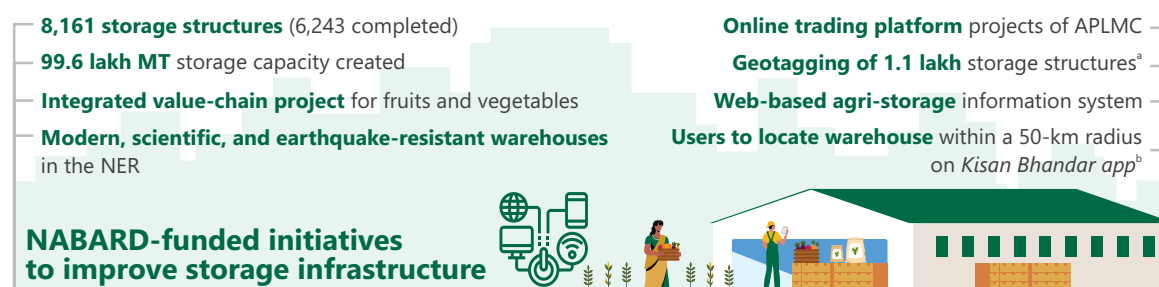 8,161 storage structures (6,243 completed)
99.6 lakh MT storage capacity created
Integrated value-chain project for fruits and vegetables
Modern, scientific, and earthquake-resistant warehouses
in the NER
Online trading platform projects of APLMC
Geotagging of 1.1 lakh storage structuresᵃ
Web-based agri-storage information system
Users to locate warehouse within a 50-km radius
on Kisan Bhandar appᵇ
NABARD-funded initiatives
to improve storage infrastructure